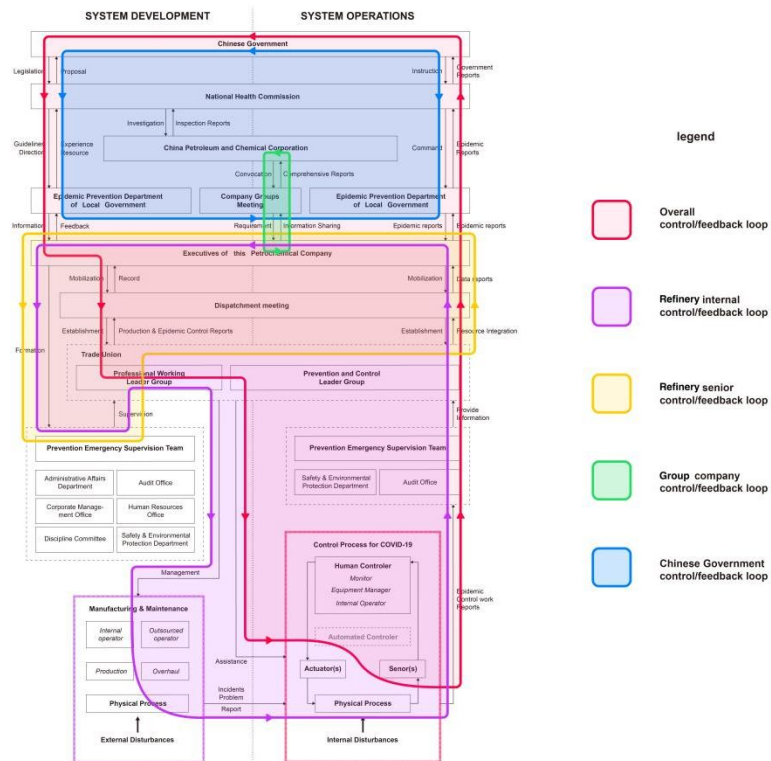 SYSTEM DEVELOPMENT
SYSTEM OPERATIONS
Chinese Government
Legislation
Proposal
Instruction
Government
Reports
National Health Commission
Investigation
Inspection Reports
Guidelines
Direction
Experience
Resource
China Petroleum and Chemical Corporation
Command
Epidemic
Reports
Convocation
Comprehensive Reports
Epidemic Prevention Department
of Local Government
Company Groups
Meeting
Epidemic Prevention Department
of Local Government
Information
Feedback
Requirement
Information Sharing
Epidemic reports
Epidemic reports
Executives of this Petrochemical Company
Mobilization
Record
Mobilization
Data reports
Dispatchment meeting
Establishment
Production & Epidemic Control Reports
Establishment
Resource Integration
Formation
Trade Union
Professional Working
Leader Group
Prevention and Control
Leader Group
Supervision
Provide
Information
Prevention Emergency Supervision Team
Administrative Affairs
Department
Audit Office
Corporate Manage-
ment Office
Human Resources
Office
Discipline Committee
Safety & Environmental
Protection Department
Prevention Emergency Supervision Team
Safety & Environmental
Protection Department
Audit Office
Management
Control Process for COVID-19
Human Controler
Monitor
Equipment Manager
Internal Operator
Automated Controler
Actuator(s)
Senor(s)
Physical Process
Internal Disturbances
Epidemic
Control work
Reports
Manufacturing & Maintenance
Internal
operator
Outsourced
operator
Production
Overhaul
Physical Process
External Disturbances
Assistance
Incidents
Problem
Report
legend
Overall
control/feedback loop
Refinery internal
control/feedback loop
Refinery senior
control/feedback loop
Group company
control/feedback loop
Chinese Government
control/feedback loop